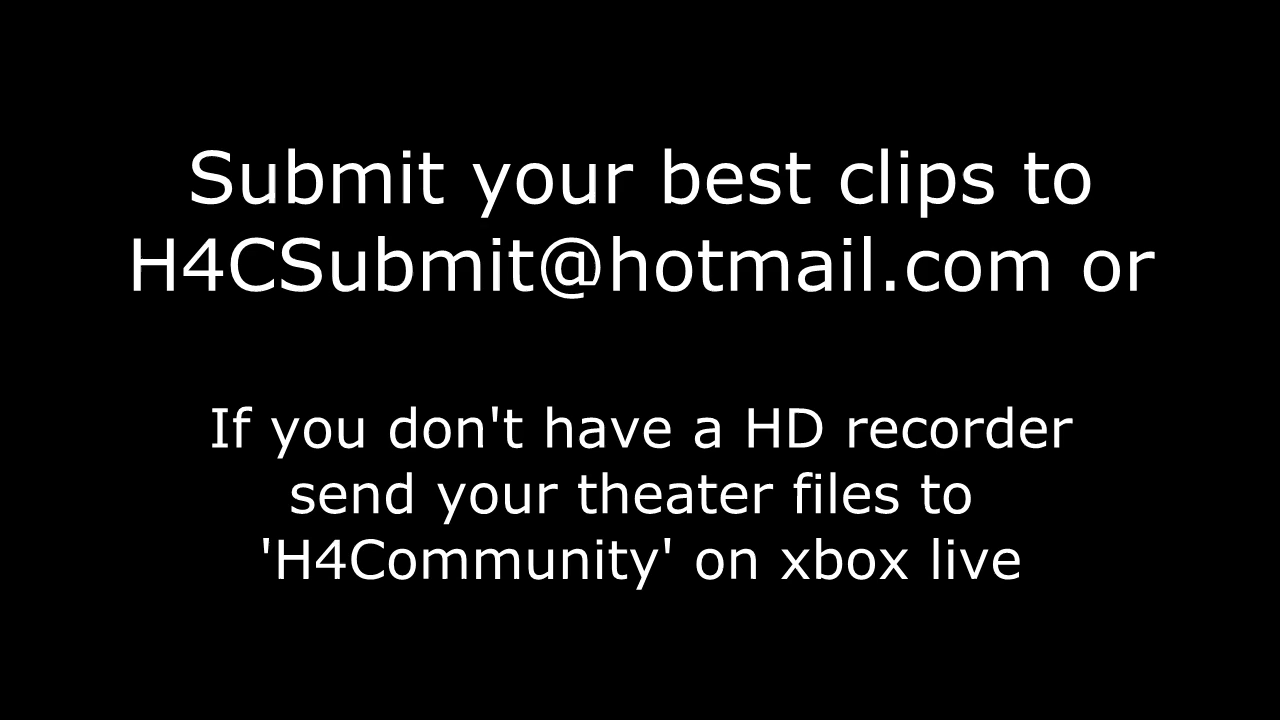 Submit your best clips to
H4CSubmit@hotmail.com or
If you don't have a HD recorder
send your theater files to
'H4Community' on xbox live